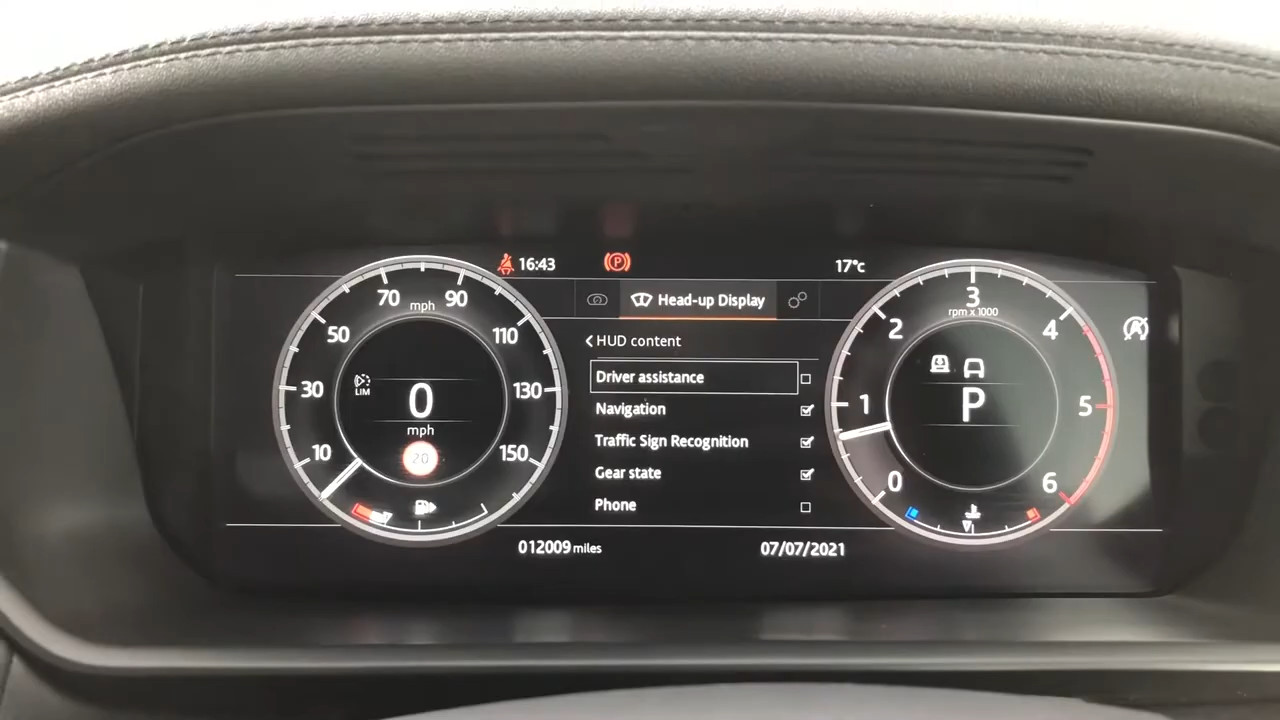 16:43
(P)
17°c
Head-up Display
HUD content
Driver assistance
Navigation
Traffic Sign Recognition
Gear state
Phone
10
30
50
70
mph
90
110
130
150
LIM
0
mph
20
0
1
2
3
4
5
6
rpm x 1000
A
P
012009 miles
07/07/2021